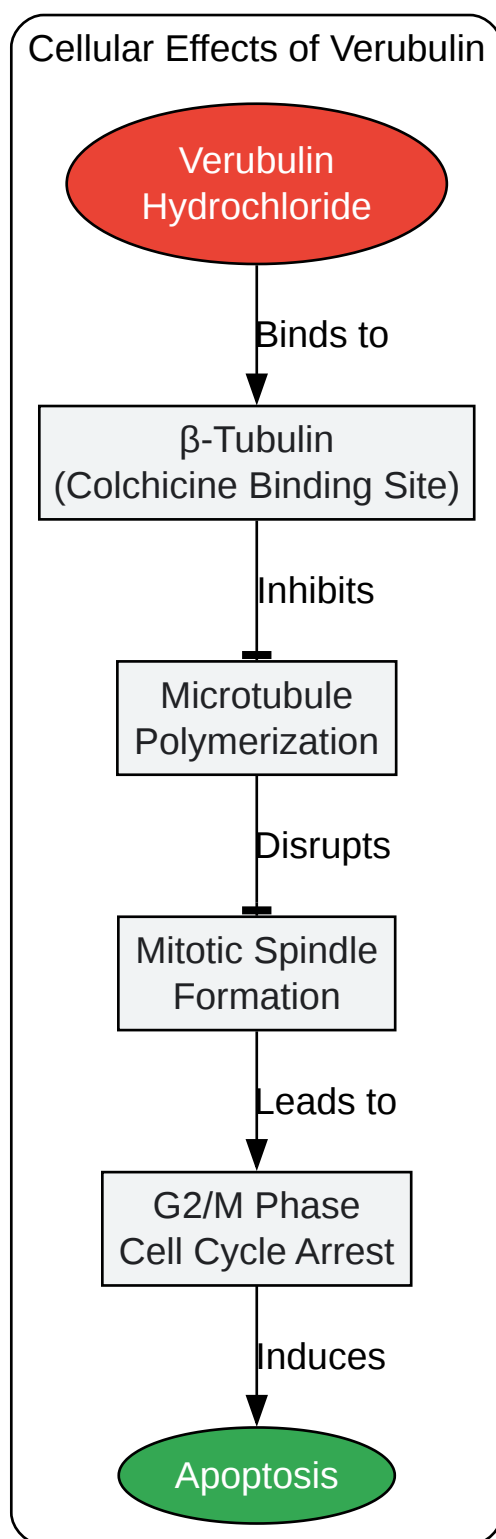 Cellular Effects of Verubulin
Verubulin
Hydrochloride
Binds to
β-Tubulin
(Colchicine Binding Site)
Inhibits
Microtubule
Polymerization
Disrupts
Mitotic Spindle
Formation
Leads to
G2/M Phase
Cell Cycle Arrest
Induces
Apoptosis